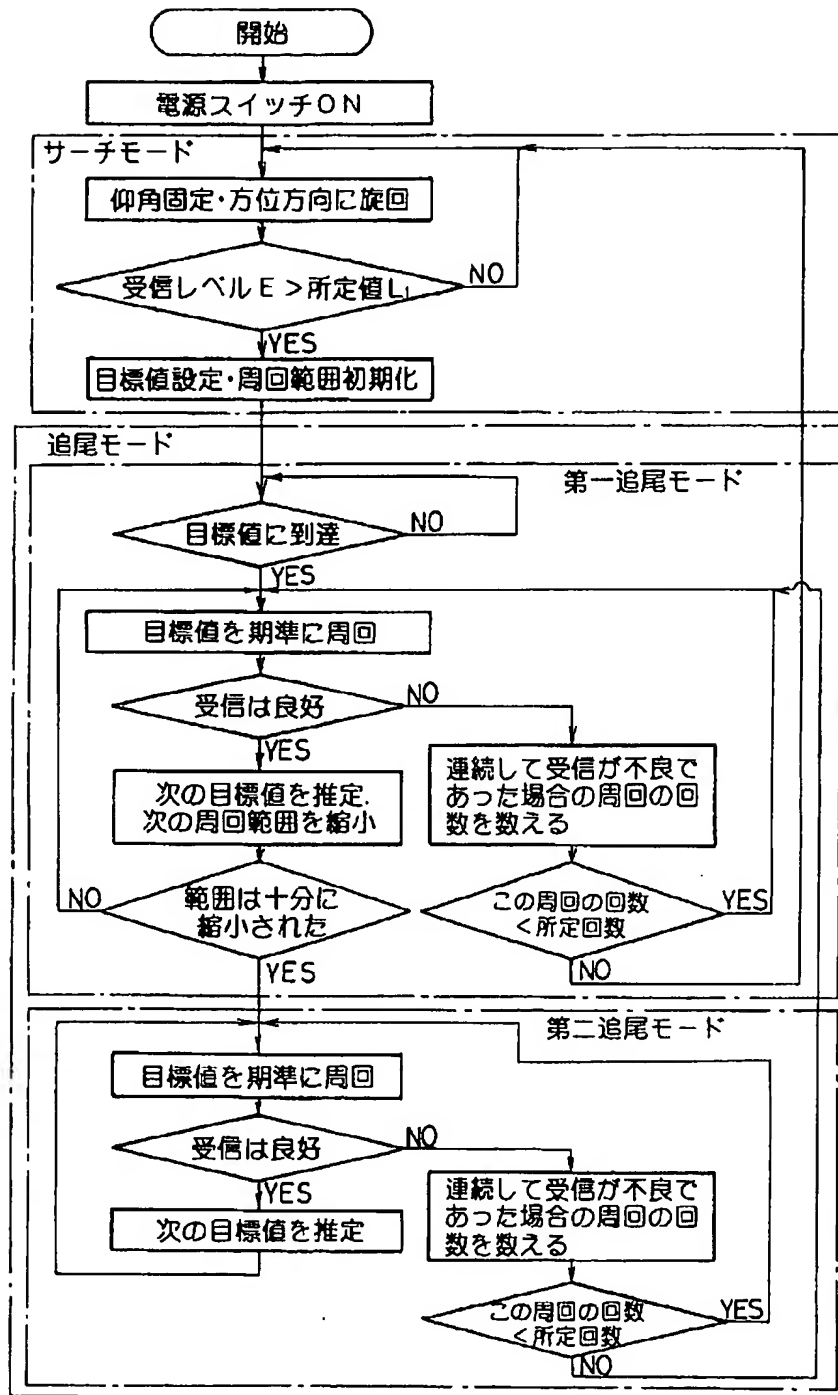 開始
電源スイッチON
サーチモード
仰角固定・方位方向に旋回
受信レベルE>所定値L₁
NO
YES
目標値設定・周回範囲初期化
追尾モード
第一追尾モード
目標値に到達
NO
YES
目標値を期準に周回
受信は良好
NO
YES
次の目標値を推定.
次の周回範囲を縮小
連続して受信が不良で
あった場合の周回の回
数を数える
NO
範囲は十分に
縮小された
YES
この周回の回数
<所定回数
YES
NO
第二追尾モード
目標値を期準に周回
受信は良好
NO
YES
次の目標値を推定
連続して受信が不良で
あった場合の周回の回
数を数える
この周回の回数
<所定回数
YES
NO